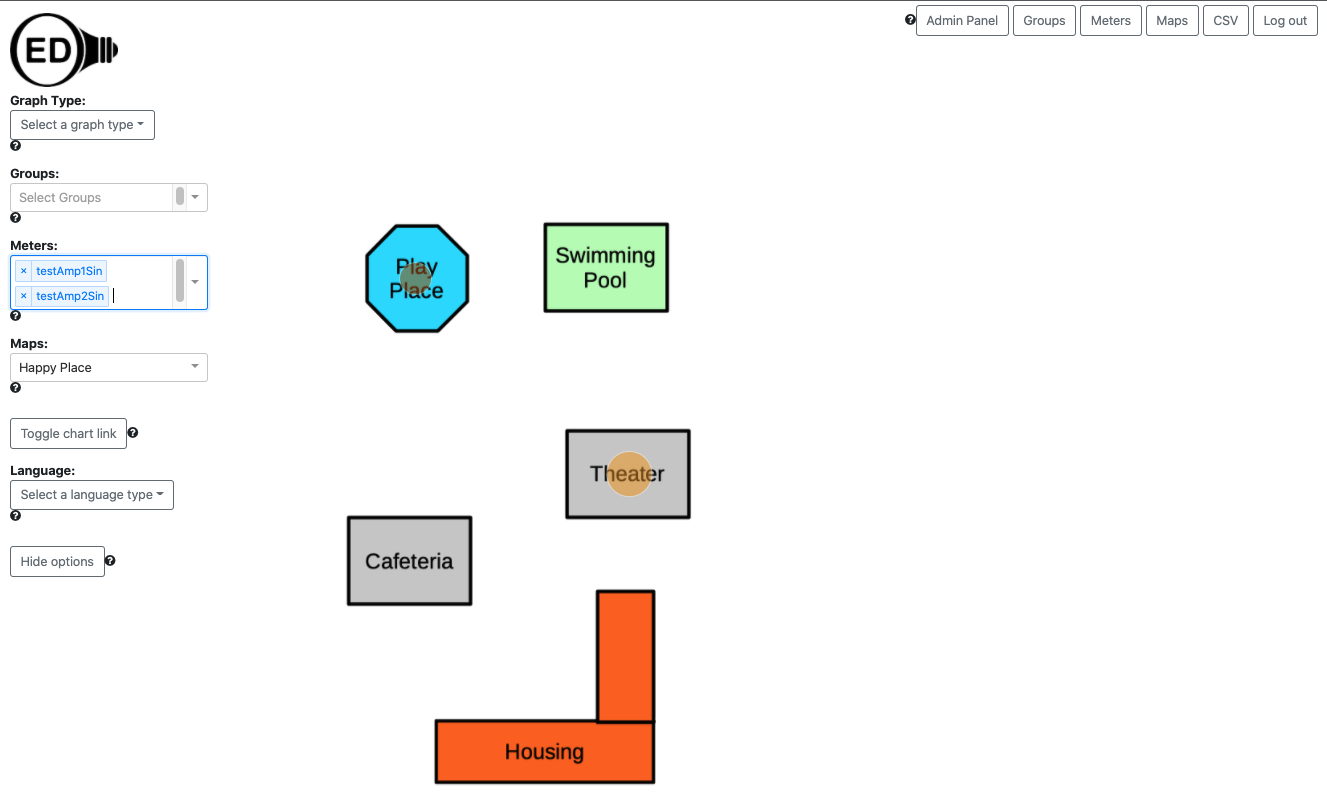 ED
Admin Panel
Groups
Meters
Maps
CSV
Log out
Graph Type:
Select a graph type
Groups:
Select Groups
Meters:
× testAmp1Sin
× testAmp2Sin
Maps:
Happy Place
Toggle chart link
Language:
Select a language type
Hide options
Play
Place
Swimming
Pool
Theater
Cafeteria
Housing